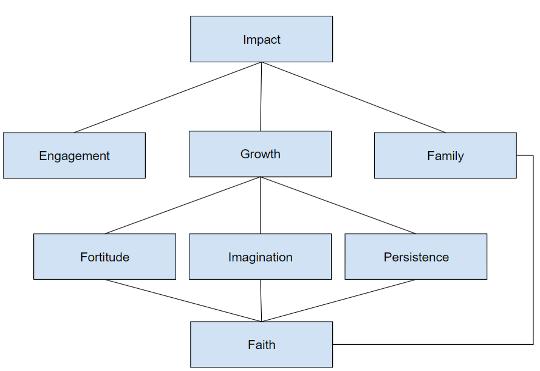 Impact
Engagement
Growth
Family
Fortitude
Imagination
Persistence
Faith